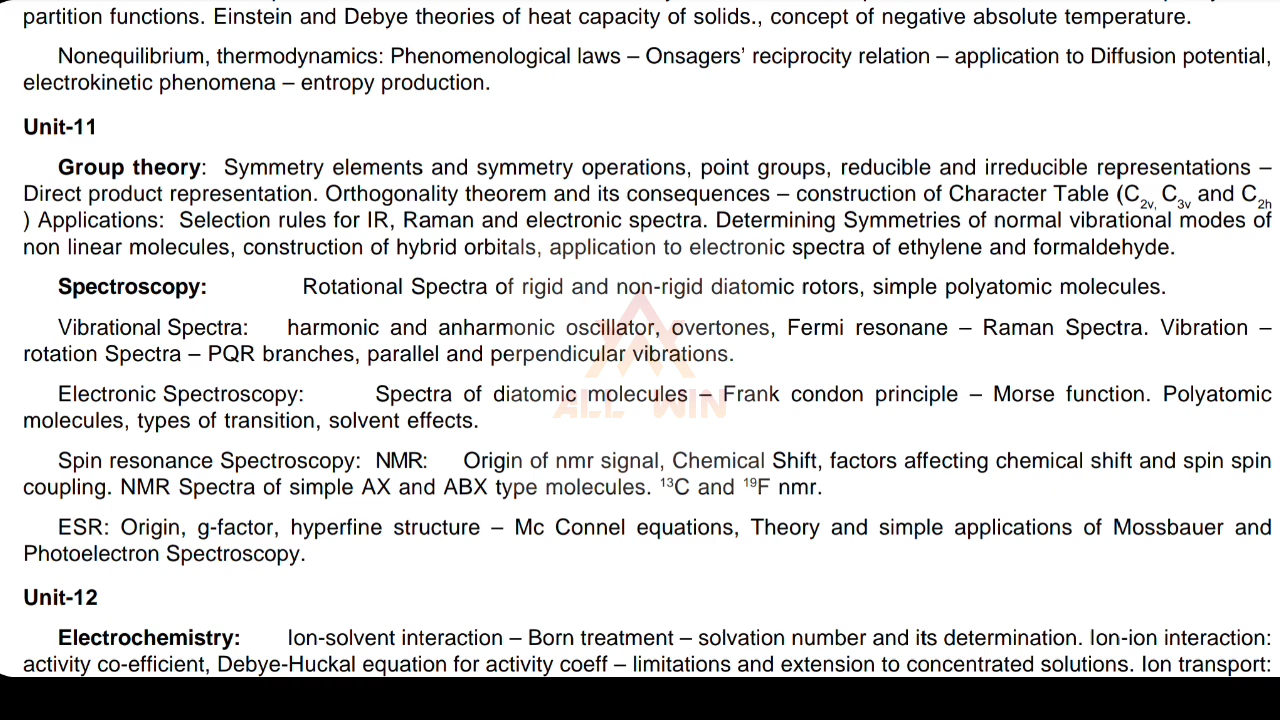 partition functions. Einstein and Debye theories of heat capacity of solids., concept of negative absolute temperature.
Nonequilibrium, thermodynamics: Phenomenological laws – Onsagers’ reciprocity relation – application to Diffusion potential,
electrokinetic phenomena – entropy production.
Unit-11
Group theory: Symmetry elements and symmetry operations, point groups, reducible and irreducible representations –
Direct product representation. Orthogonality theorem and its consequences – construction of Character Table (C2v, C3v and C2h
) Applications: Selection rules for IR, Raman and electronic spectra. Determining Symmetries of normal vibrational modes of
non linear molecules, construction of hybrid orbitals, application to electronic spectra of ethylene and formaldehyde.
Spectroscopy: Rotational Spectra of rigid and non-rigid diatomic rotors, simple polyatomic molecules.
Vibrational Spectra: harmonic and anharmonic oscillator, overtones, Fermi resonane – Raman Spectra. Vibration –
rotation Spectra – PQR branches, parallel and perpendicular vibrations.
Electronic Spectroscopy: Spectra of diatomic molecules – Frank condon principle – Morse function. Polyatomic
molecules, types of transition, solvent effects.
ALL WIN
Spin resonance Spectroscopy: NMR: Origin of nmr signal, Chemical Shift, factors affecting chemical shift and spin spin
coupling. NMR Spectra of simple AX and ABX type molecules. 13C and 19F nmr.
ESR: Origin, g-factor, hyperfine structure – Mc Connel equations, Theory and simple applications of Mossbauer and
Photoelectron Spectroscopy.
Unit-12
Electrochemistry: Ion-solvent interaction – Born treatment – solvation number and its determination. Ion-ion interaction:
activity co-efficient, Debye-Huckal equation for activity coeff – limitations and extension to concentrated solutions. Ion transport: